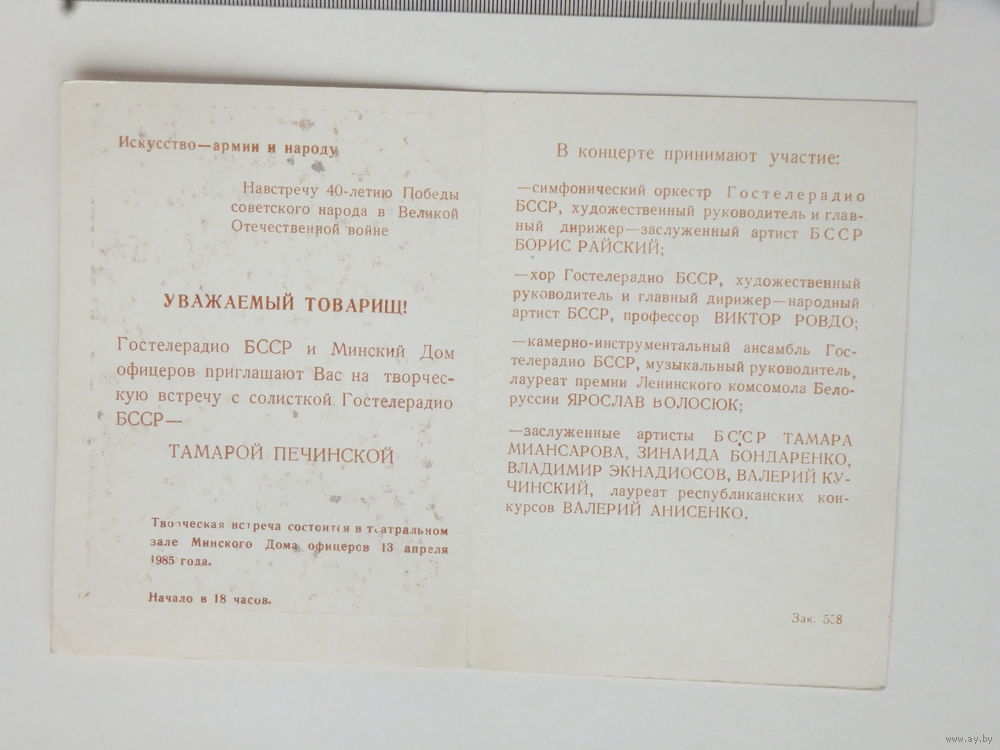 Искусство—армии и народу
Навстречу 40-летию Победы
советского народа в Великой
Отечественной войне
УВАЖАЕМЫЙ ТОВАРИЩ!
Гостелерадио БССР и Минский Дом
офицеров приглашают Вас на творчес-
кую встречу с солисткой Гостелерадио
БССР—
ТАМАРОЙ ПЕЧИНСКОЙ
Творческая встреча состоится в театральном
зале Минского Дома офицеров 13 апреля
1985 года.
Начало в 18 часов.
В концерте принимают участие:
—симфонический оркестр Гостелерадио
БССР, художественный руководитель и глав-
ный дирижер—заслуженный артист БССР
БОРИС РАЙСКИЙ;
—хор Гостелерадио БССР, художественный
руководитель и главный дирижер—народный
артист БССР, профессор ВИКТОР РОВДО;
—камерно-инструментальный ансамбль Гос-
телерадио БССР, музыкальный руководитель,
лауреат премии Ленинского комсомола Бело-
руссии ЯРОСЛАВ ВОЛОСЮК;
—заслуженные артисты БССР ТАМАРА
МИАНСАРОВА, ЗИНАИДА БОНДАРЕНКО,
ВЛАДИМИР ЭКНАДИОСОВ, ВАЛЕРИЙ КУ-
ЧИНСКИЙ, лауреат республиканских кон-
курсов ВАЛЕРИЙ АНИСЕНКО.
Зак.
www.ay.by